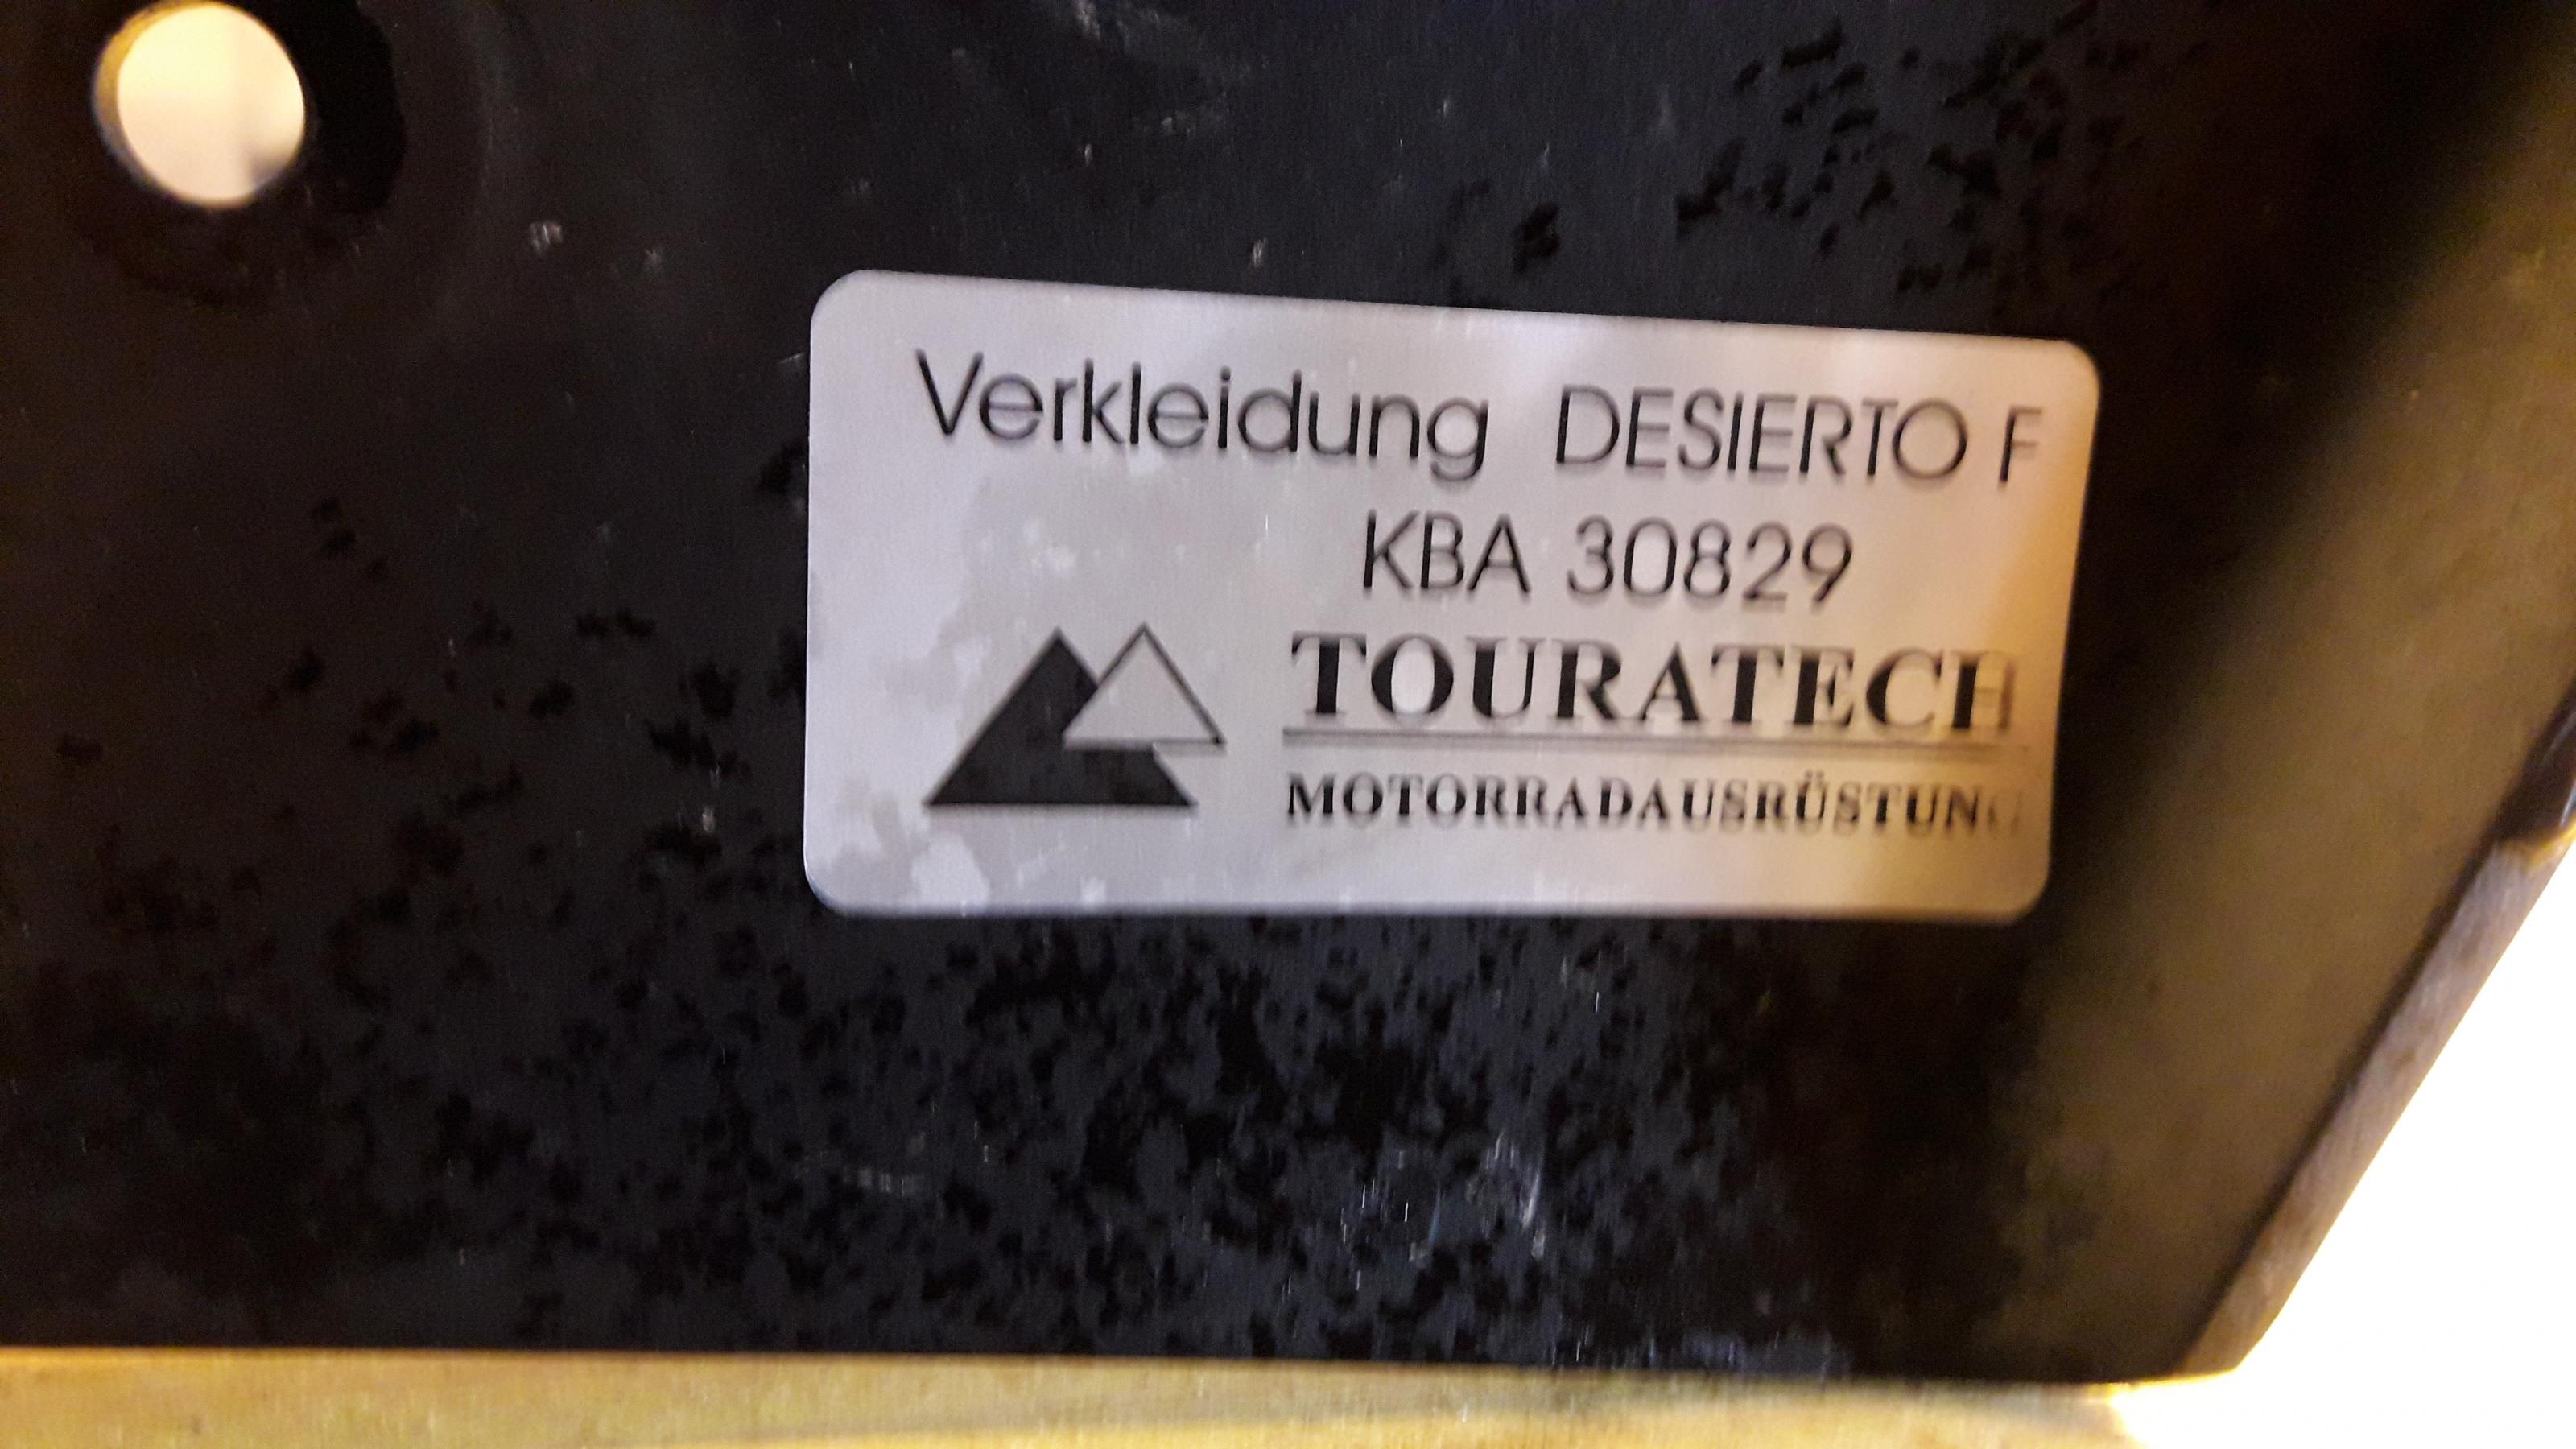 Verkleidung DESIERTO F
KBA 30829
TOURATECH
MOTORRADAUSRÜSTUNG